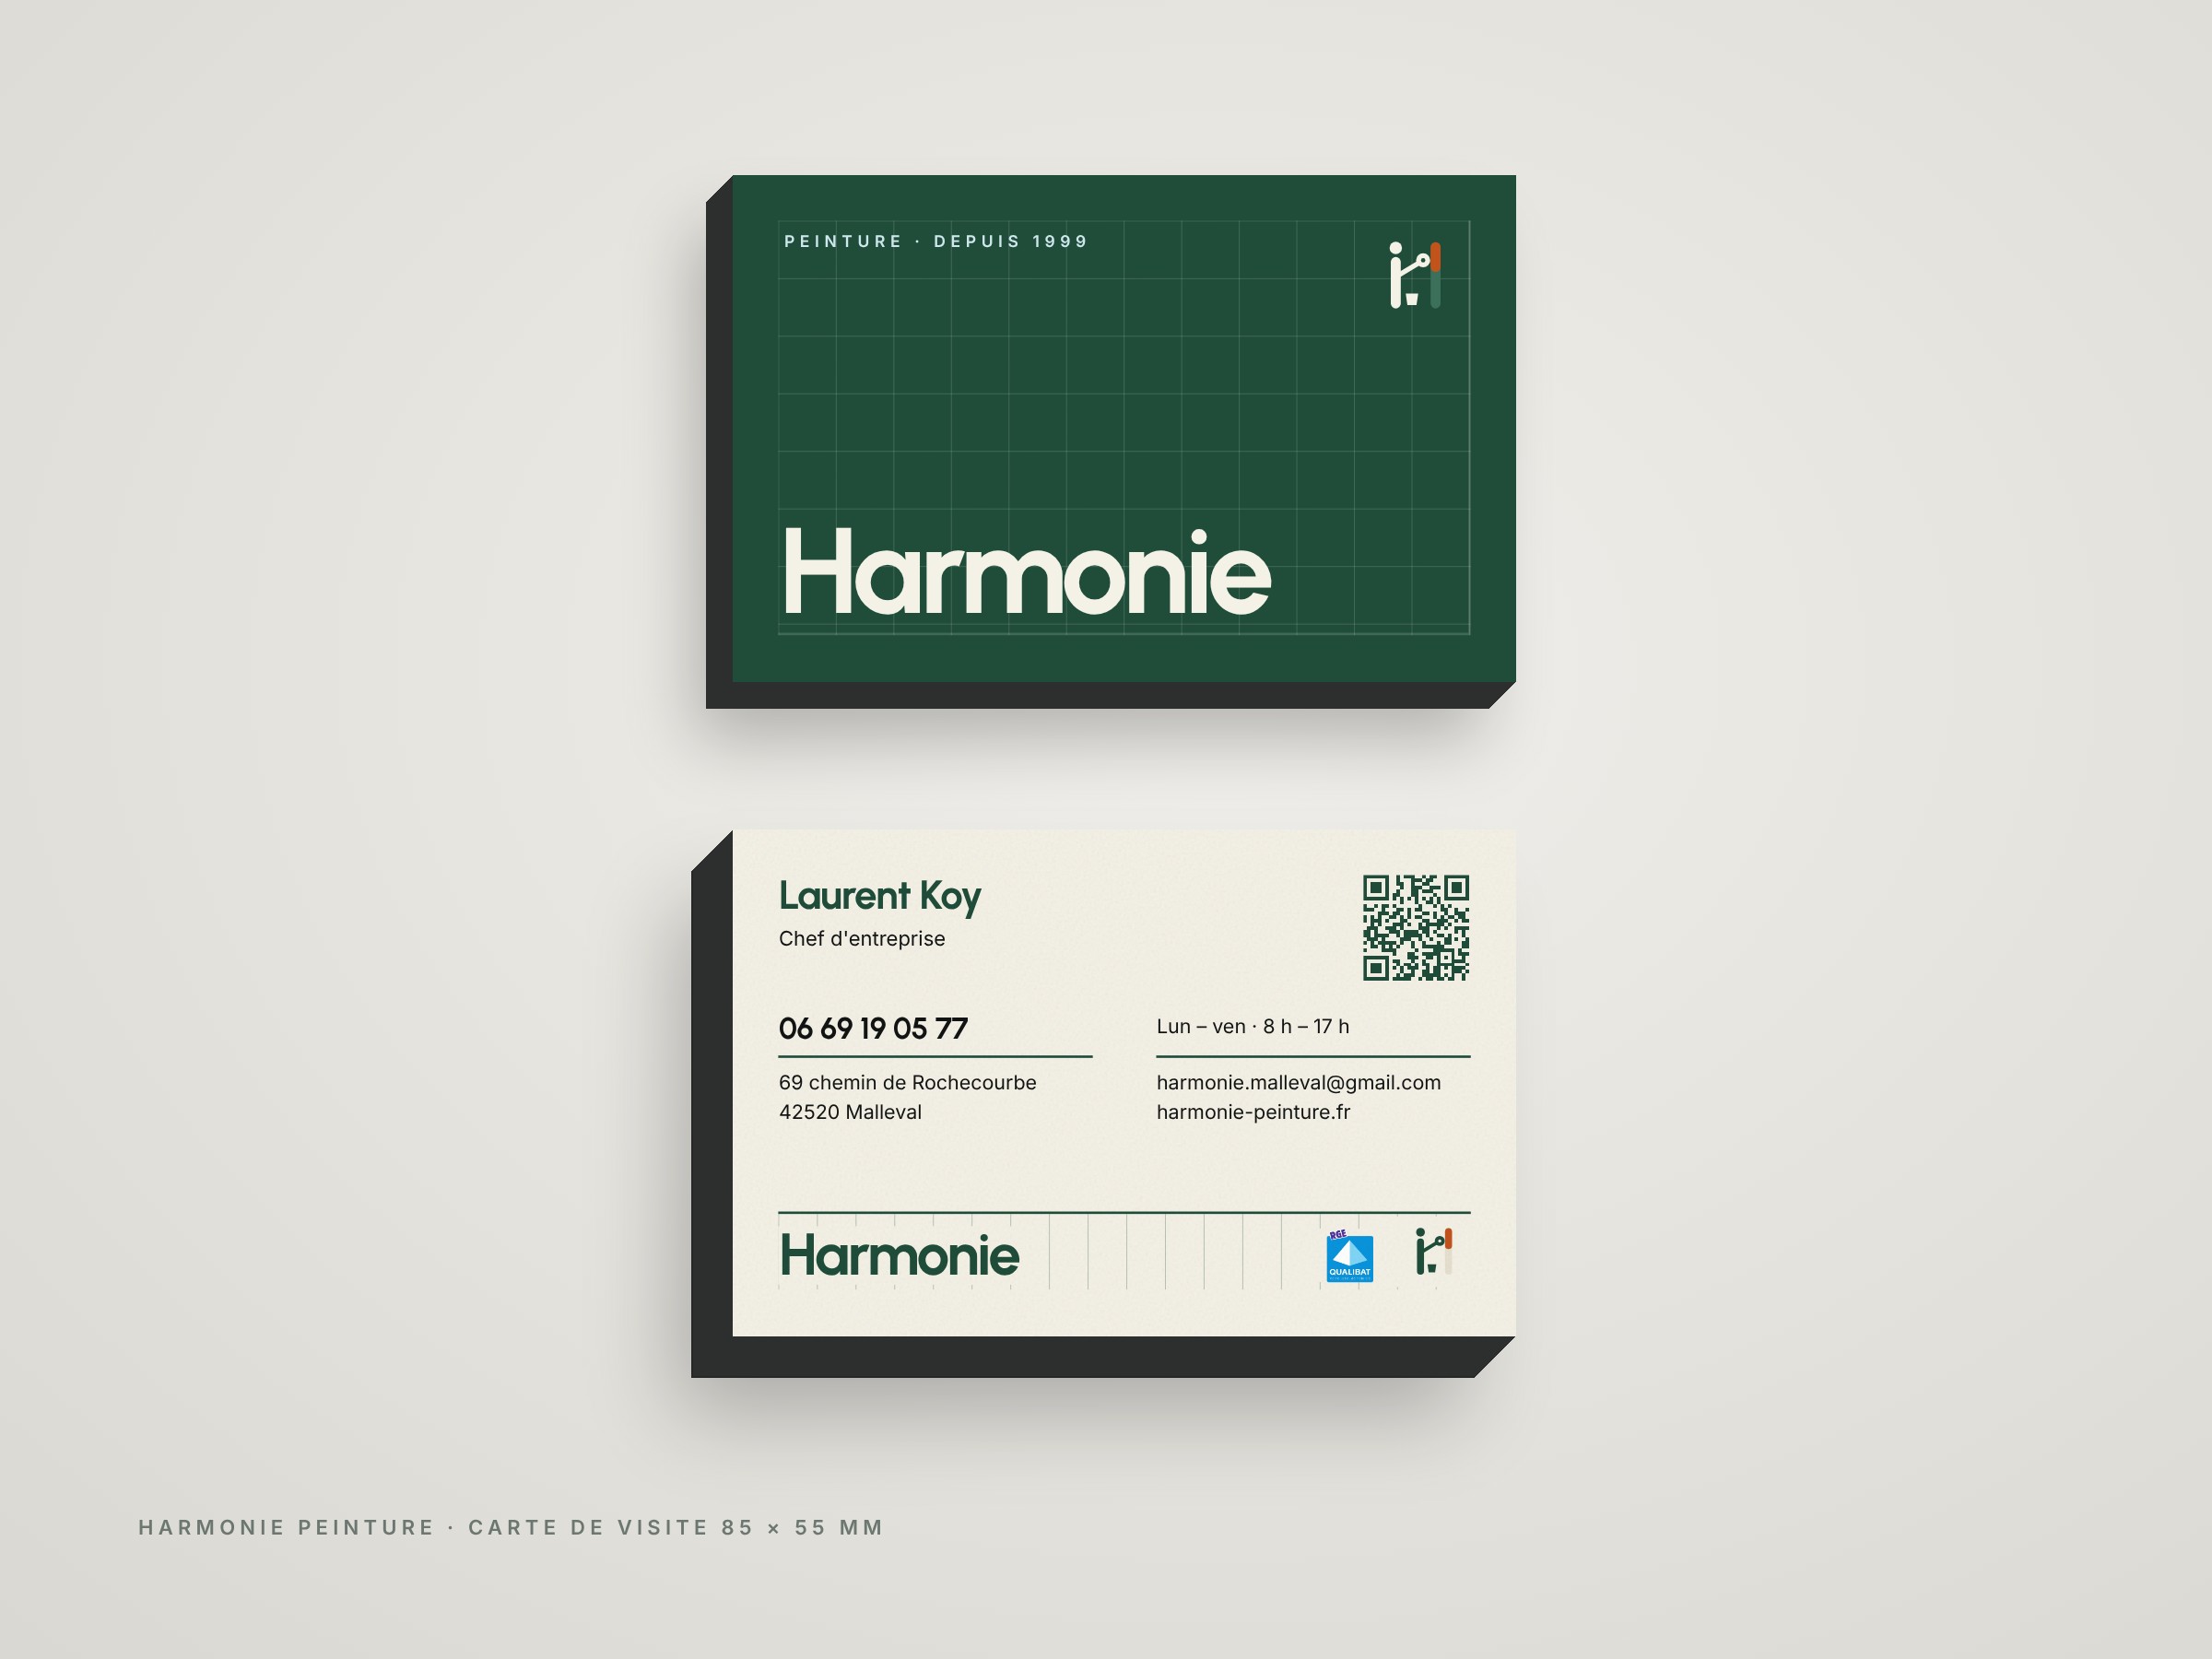 PEINTURE · DEPUIS 1999
Harmonie
Laurent Koy
Chef d'entreprise
06 69 19 05 77
Lun – ven · 8 h – 17 h
69 chemin de Rochecourbe
42520 Malleval
harmonie.malleval@gmail.com
harmonie-peinture.fr
Harmonie
RGE
QUALIBAT
HARMONIE PEINTURE · CARTE DE VISITE 85 × 55 MM